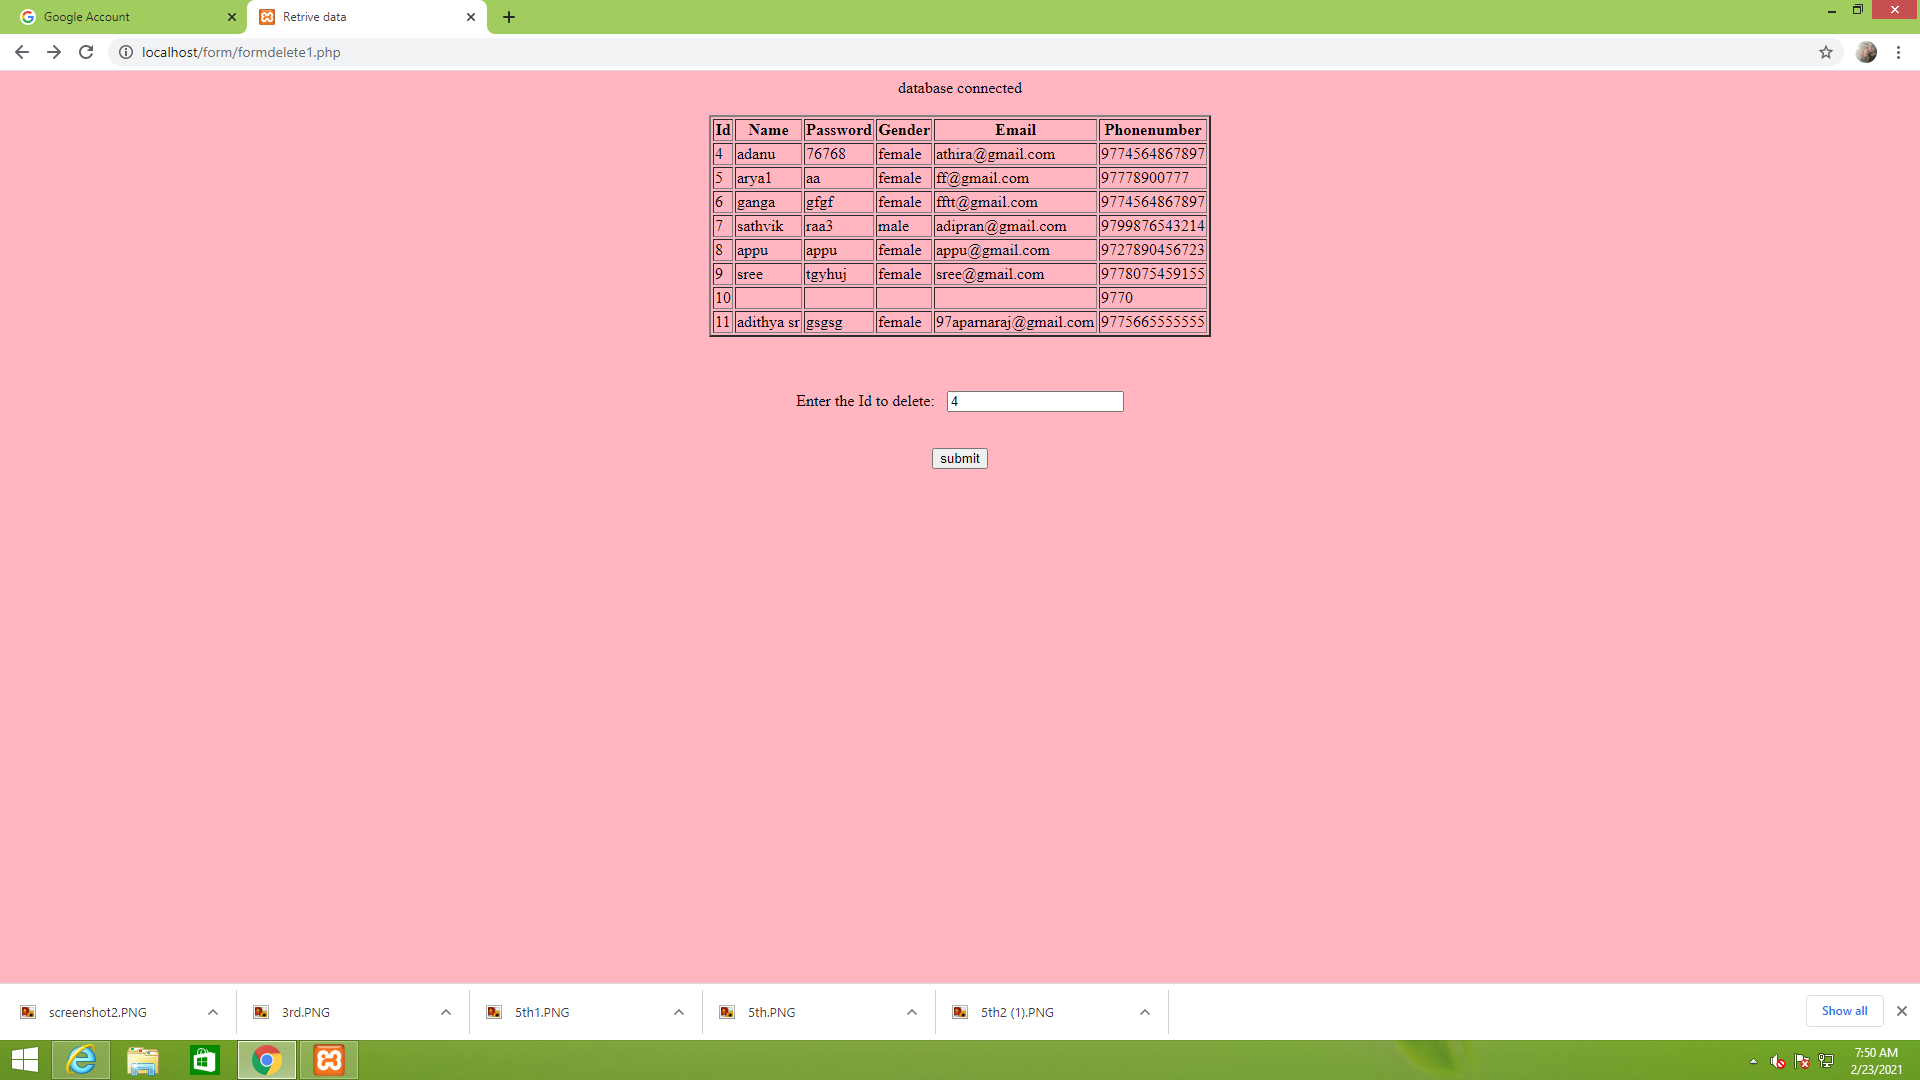 Google Account
Retrive data
localhost/form/formdelete1.php
database connected
Id Name Password Gender Email Phonenumber
4 adanu 76768 female athira@gmail.com 9774564867897
5 arya1 aa female ff@gmail.com 97778900777
6 ganga gfgf female fftt@gmail.com 9774564867897
7 sathvik raa3 male adipran@gmail.com 9799876543214
8 appu appu female appu@gmail.com 9727890456723
9 sree tgyhuj female sree@gmail.com 9778075459155
10 9770
11 adithya sr gsgsg female 97aparnaraj@gmail.com 9775665555555
Enter the Id to delete: 4
submit
screenshot2.PNG
3rd.PNG
5th1.PNG
5th.PNG
5th2 (1).PNG
Show all
7:50 AM
2/23/2021